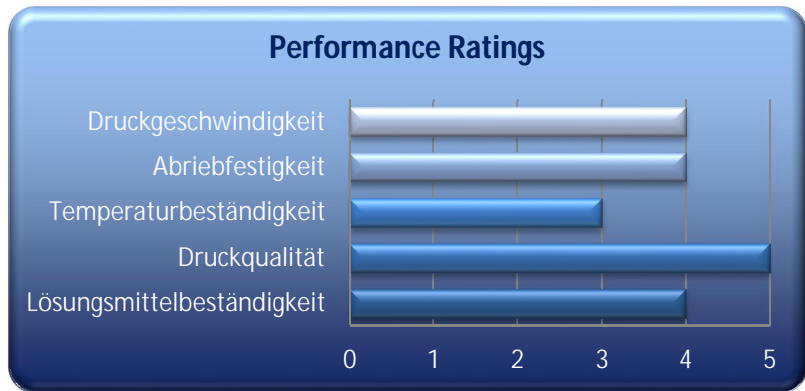 Performance Ratings
Druckgeschwindigkeit
Abriebfestigkeit
Temperaturbeständigkeit
Druckqualität
Lösungsmittelbeständigkeit
0 1 2 3 4 5